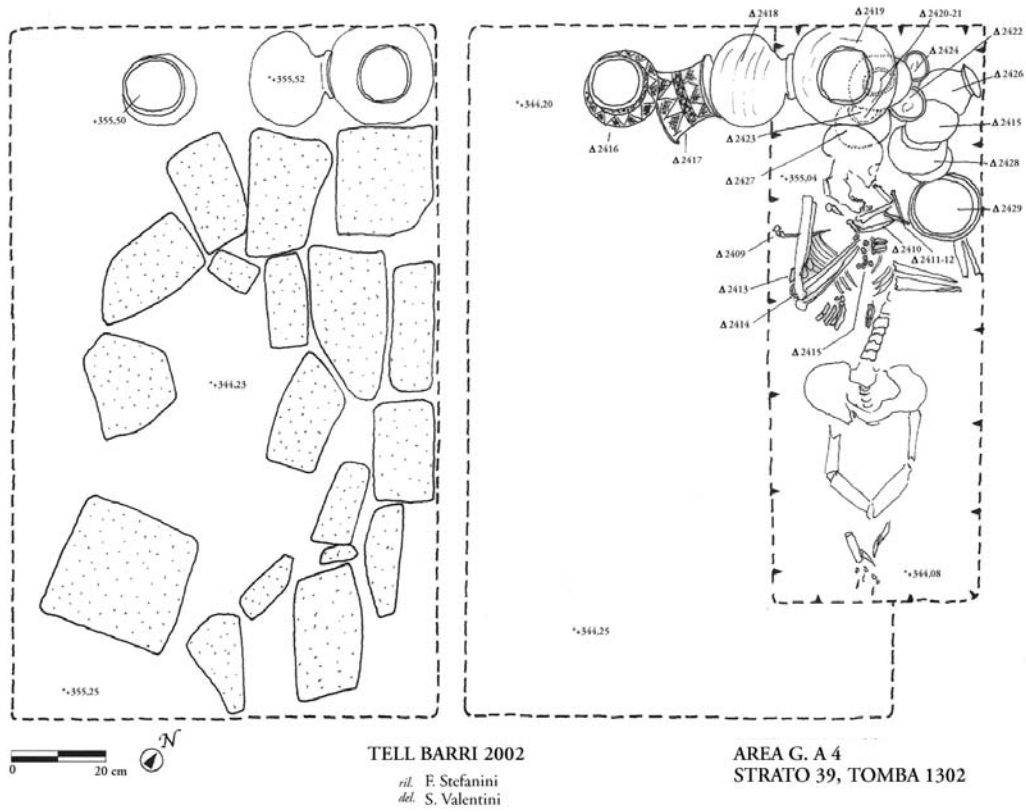 Δ 2418
Δ 2419
Δ 2420-21
Δ 2422
Δ 2424
Δ 2426
*+355,52
+355,50
*+344,20
Δ 2415
Δ 2416
Δ 2417
Δ 2423
Δ 2428
Δ 2427
*+355,04
Δ 2429
Δ 2409
Δ 2410
Δ 2411-12
Δ 2413
Δ 2414
Δ 2415
*+344,23
*+344,08
*+344,25
*+355,25
N
0 20 cm
TELL BARRI 2002
ril. F. Stefanini
del. S. Valentini
AREA G. A 4
STRATO 39, TOMBA 1302